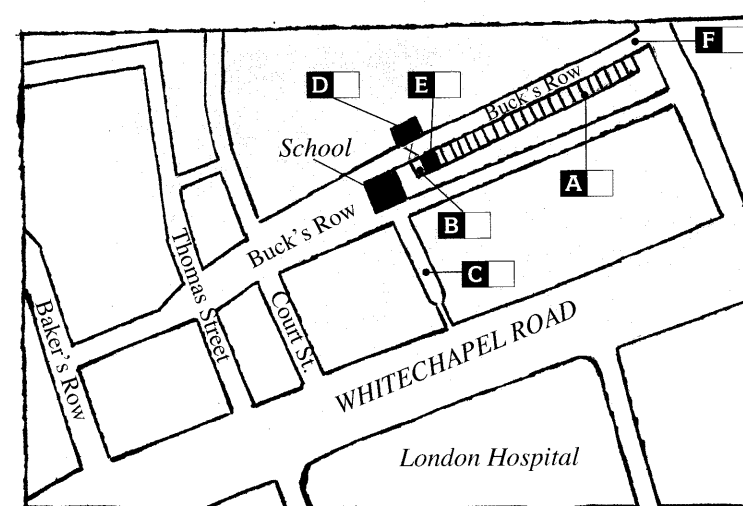 F
D
E
Buck's Row
School
A
B
Buck's Row
Thomas Street
C
Court St.
Baker's Row
WHITECHAPEL ROAD
London Hospital